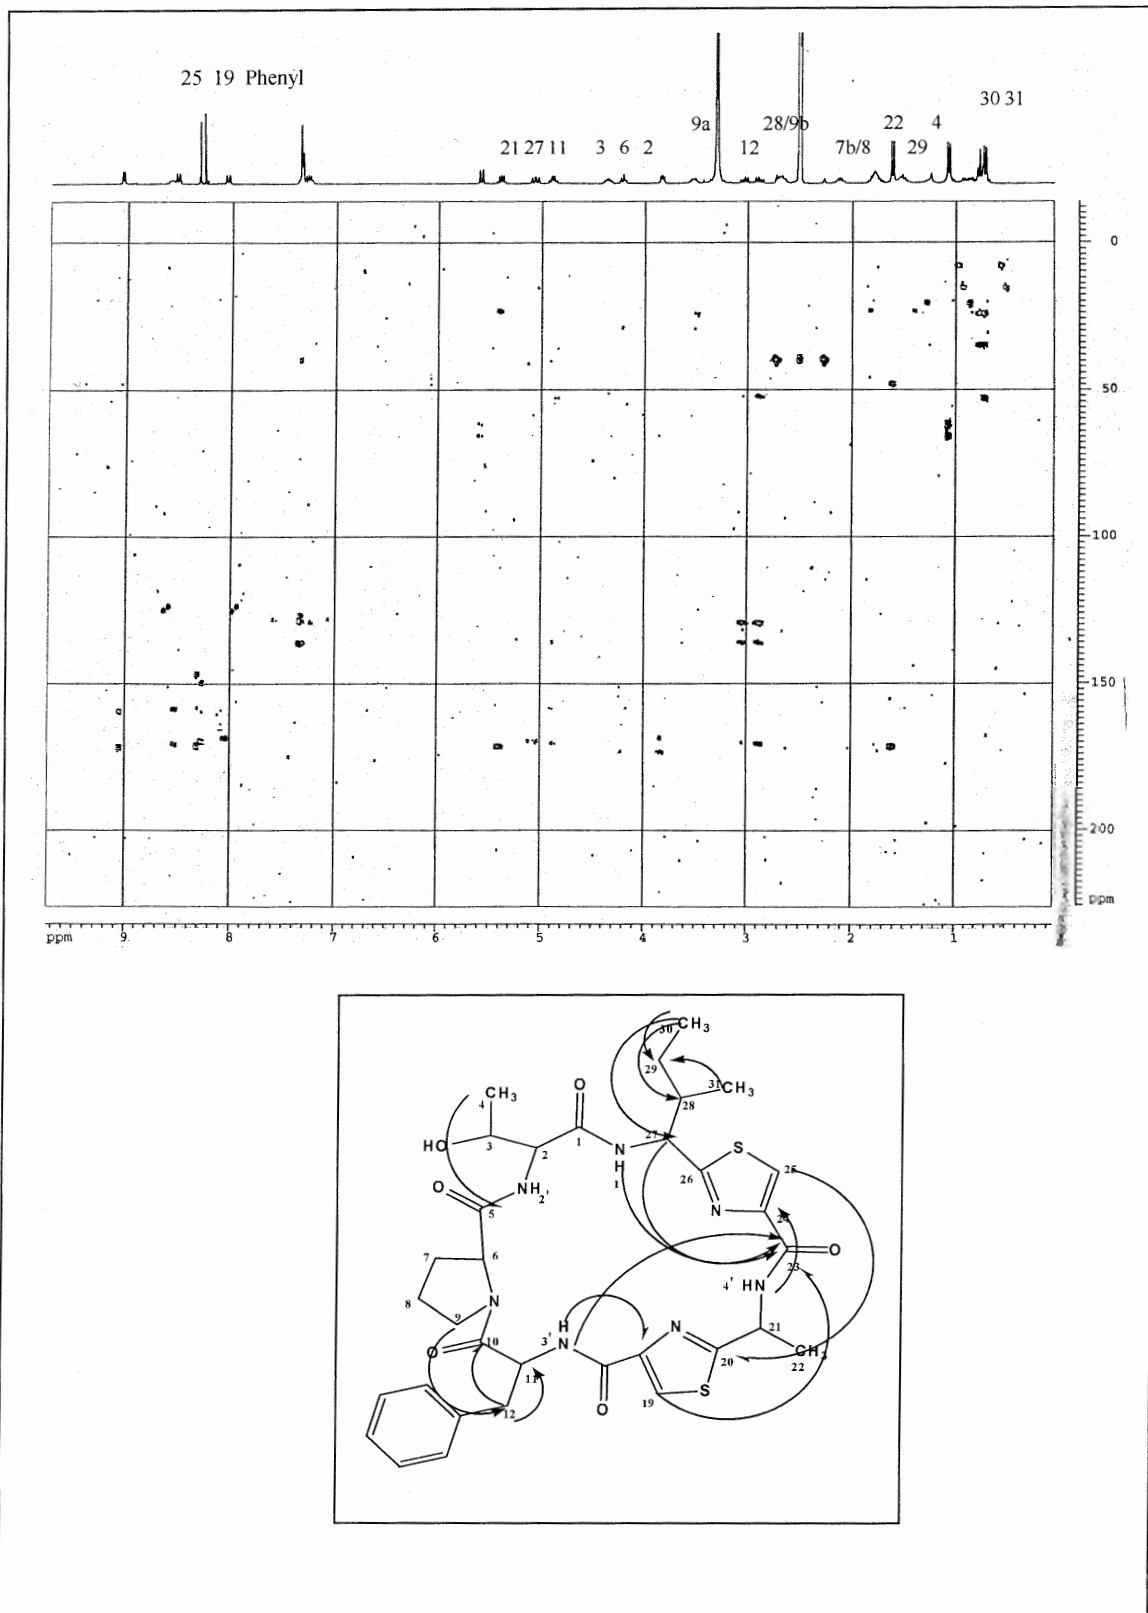 25 19 Phenyl
30 31
9a 28/9b 22 4
21 27 11 3 6 2 12 7b/8 29
0
50
100
150
200
ppm
ppm 9 8 7 6 5 4 3 2 1
30 CH3
29
31 CH3
28
O
4 CH3
HO 3 2 1
27
N
H
1
S
25
26
N
24
O
5
NH 2'
O
23
7 6
4' HN
8
N
9
H
3' N
N
21
O 10
11
20
22 CH3
S
19
O
12